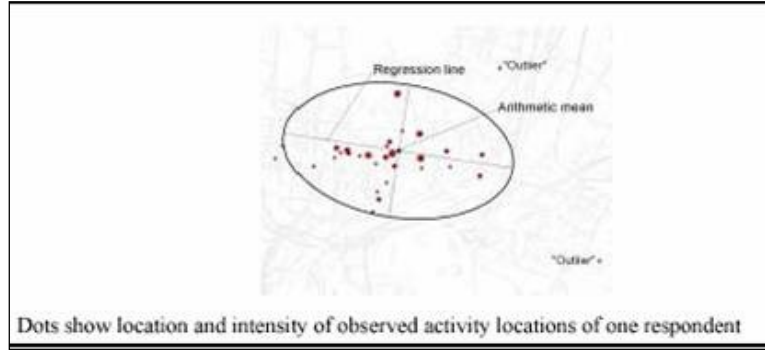 Regression line
"Outlier"
Arithmetic mean
"Outlier"
Dots show location and intensity of observed activity locations of one respondent